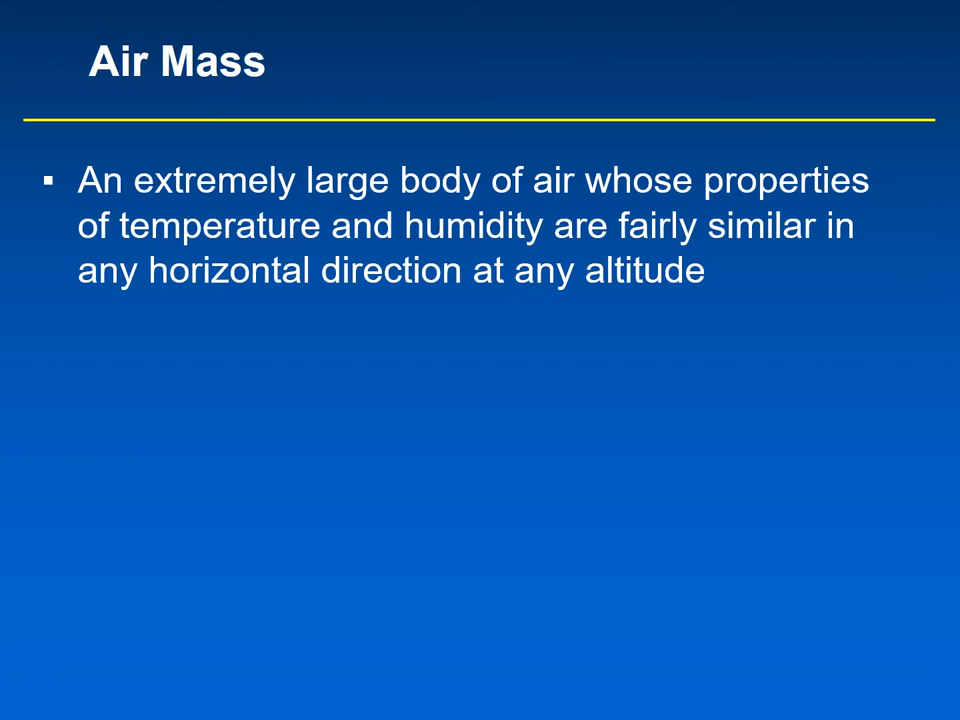 Air Mass
▪ An extremely large body of air whose properties
of temperature and humidity are fairly similar in
any horizontal direction at any altitude